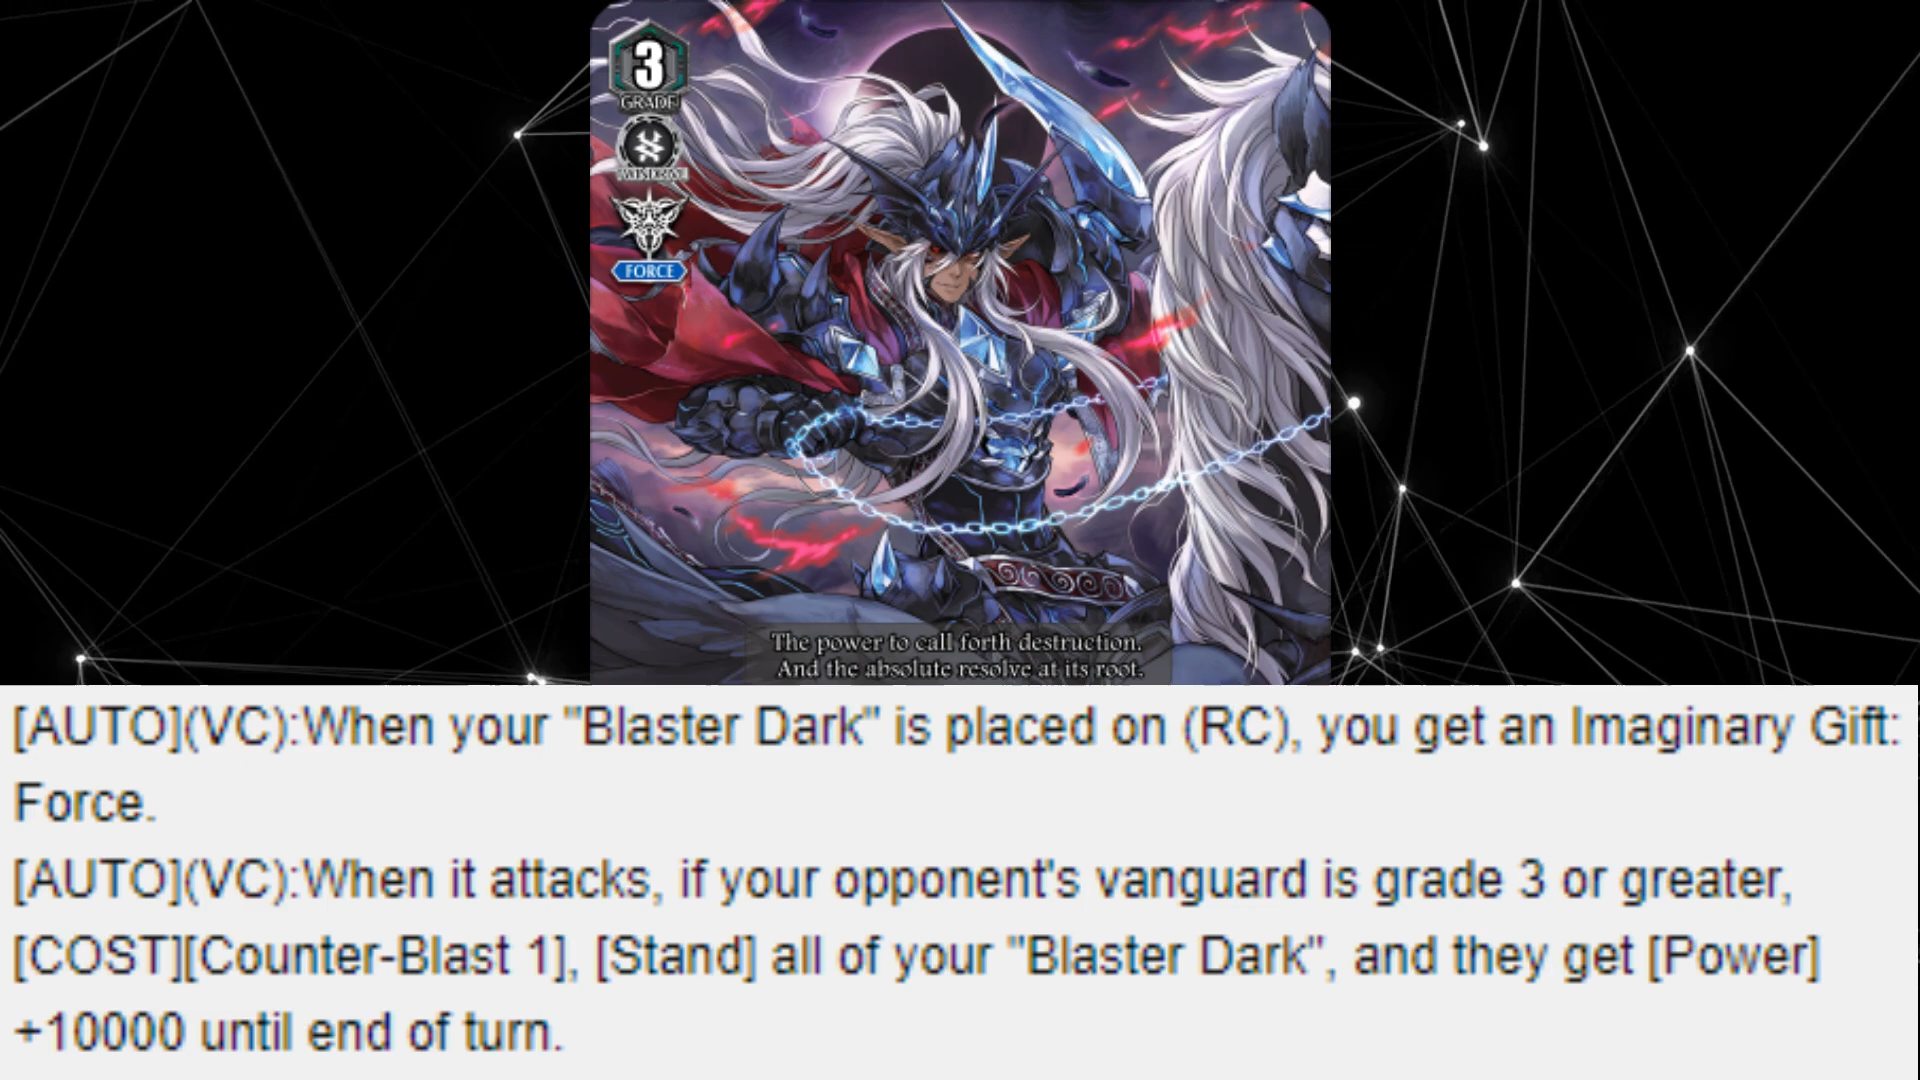 3
GRADE
TWINDRIVE
FORCE
The power to call forth destruction.
And the absolute resolve at its root.
[AUTO](VC):When your "Blaster Dark" is placed on (RC), you get an Imaginary Gift:
Force.
[AUTO](VC):When it attacks, if your opponent's vanguard is grade 3 or greater,
[COST][Counter-Blast 1], [Stand] all of your "Blaster Dark", and they get [Power]
+10000 until end of turn.